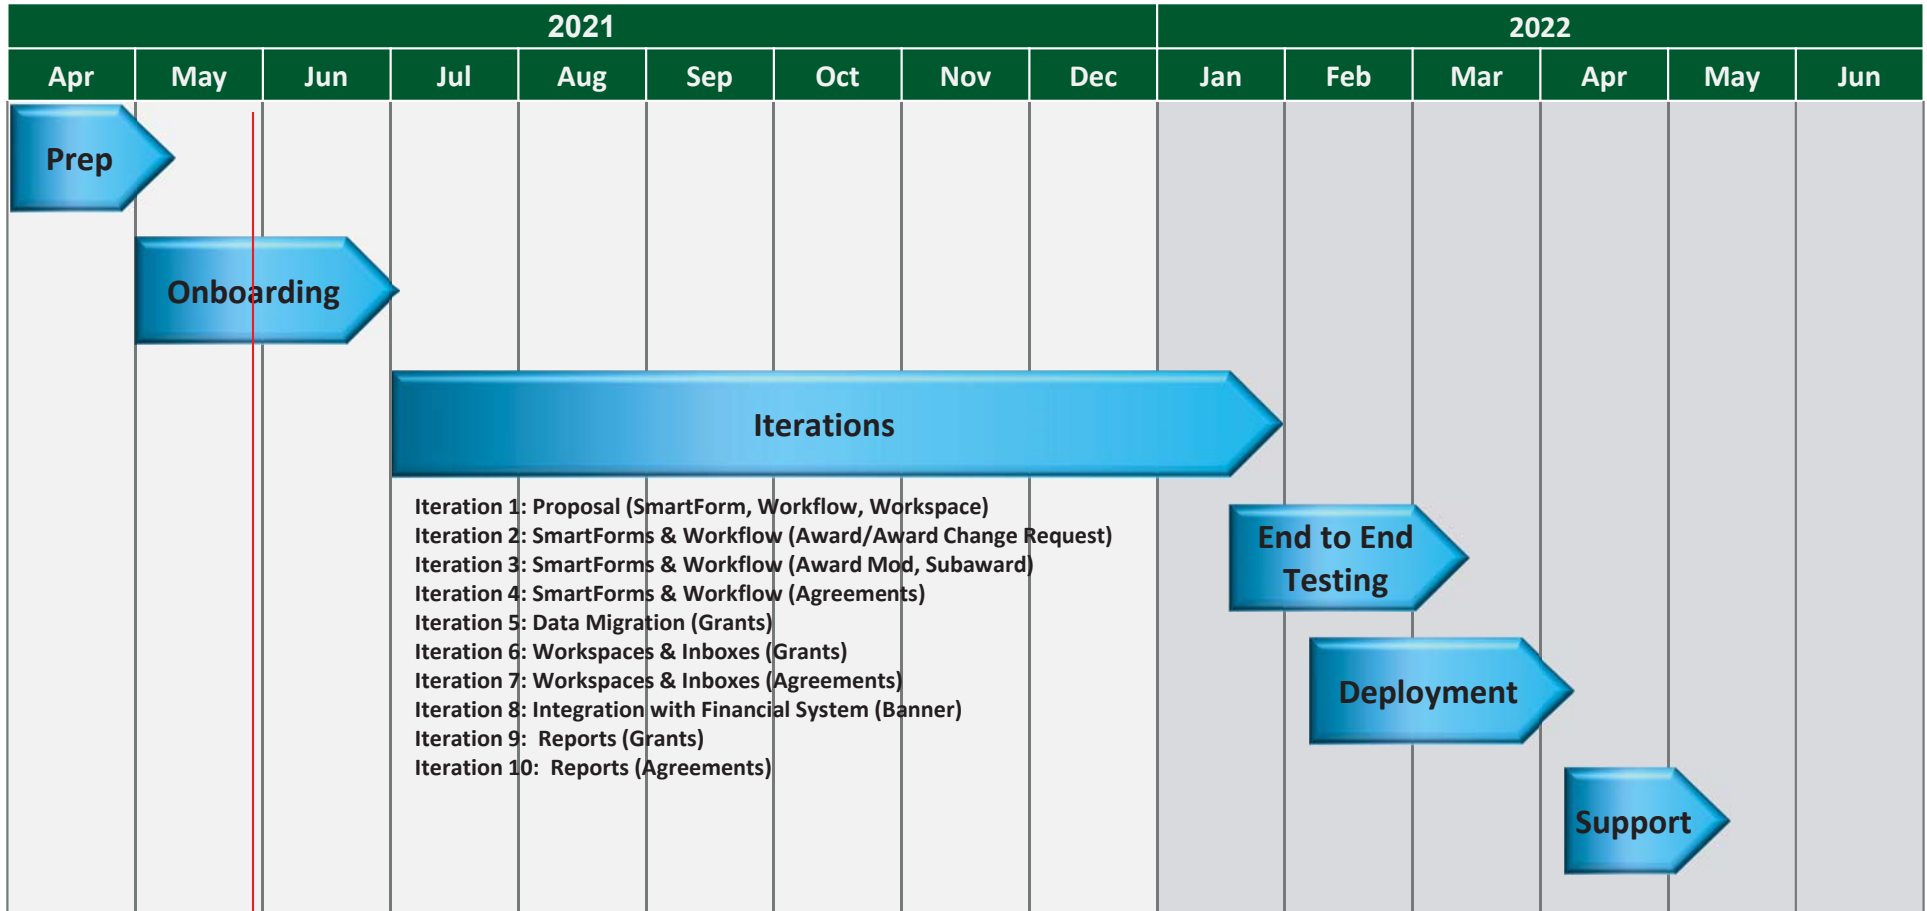 2021 2022
Apr May Jun Jul Aug Sep Oct Nov Dec Jan Feb Mar Apr May Jun
Prep
Onboarding
Iterations
Iteration 1: Proposal (SmartForm, Workflow, Workspace)
Iteration 2: SmartForms & Workflow (Award/Award Change Request)
Iteration 3: SmartForms & Workflow (Award Mod, Subaward)
Iteration 4: SmartForms & Workflow (Agreements)
Iteration 5: Data Migration (Grants)
Iteration 6: Workspaces & Inboxes (Grants)
Iteration 7: Workspaces & Inboxes (Agreements)
Iteration 8: Integration with Financial System (Banner)
Iteration 9:  Reports (Grants)
Iteration 10:  Reports (Agreements)
End to End
Testing
Deployment
Support